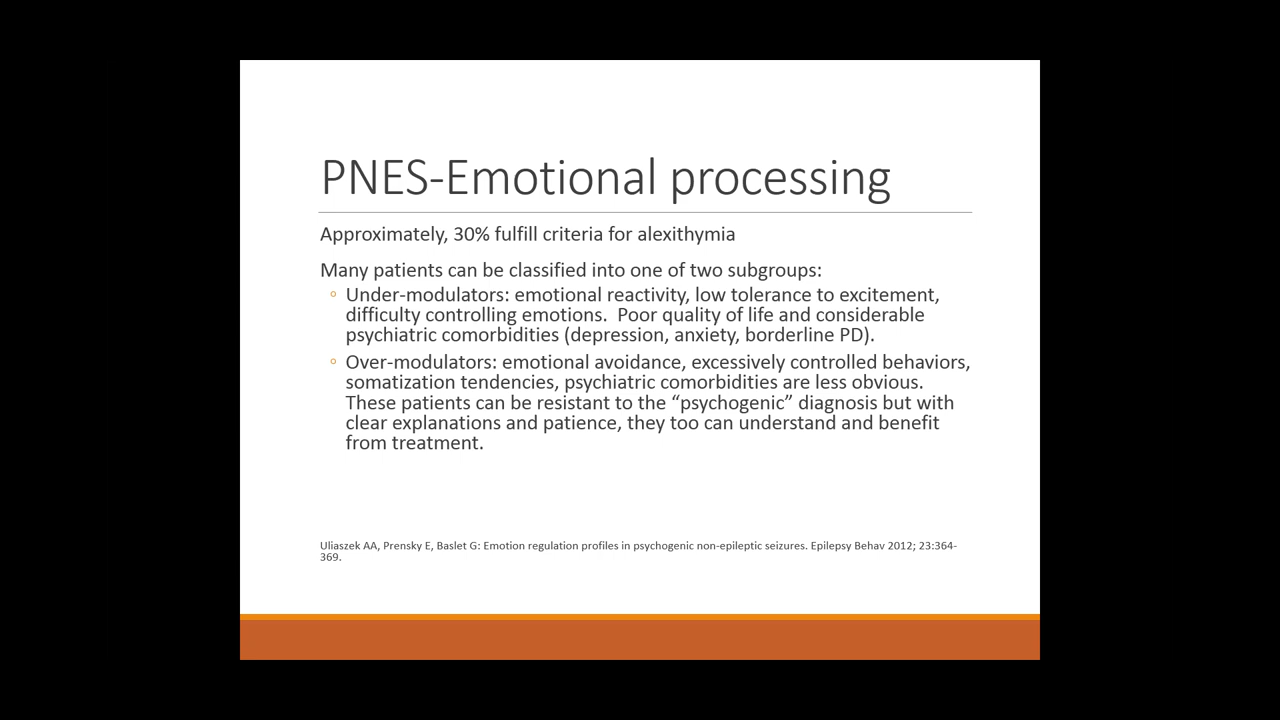 PNES-Emotional processing
Approximately, 30% fulfill criteria for alexithymia
Many patients can be classified into one of two subgroups:
◦ Under-modulators: emotional reactivity, low tolerance to excitement,
difficulty controlling emotions.  Poor quality of life and considerable
psychiatric comorbidities (depression, anxiety, borderline PD).
◦ Over-modulators: emotional avoidance, excessively controlled behaviors,
somatization tendencies, psychiatric comorbidities are less obvious.
These patients can be resistant to the “psychogenic” diagnosis but with
clear explanations and patience, they too can understand and benefit
from treatment.
Uliaszek AA, Prensky E, Baslet G: Emotion regulation profiles in psychogenic non-epileptic seizures. Epilepsy Behav 2012; 23:364-
369.